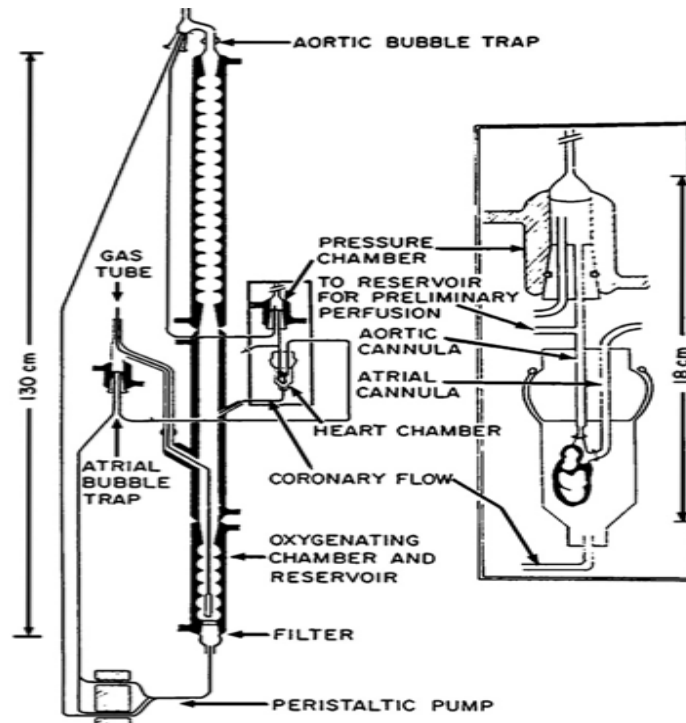 AORTIC BUBBLE TRAP
GAS
TUBE
PRESSURE
CHAMBER
TO RESERVOIR
FOR PRELIMINARY
PERFUSION
AORTIC
CANNULA
ATRIAL
CANNULA
130 cm
18 cm
HEART CHAMBER
ATRIAL
BUBBLE
TRAP
CORONARY FLOW
OXYGENATING
CHAMBER AND
RESERVOIR
FILTER
PERISTALTIC PUMP